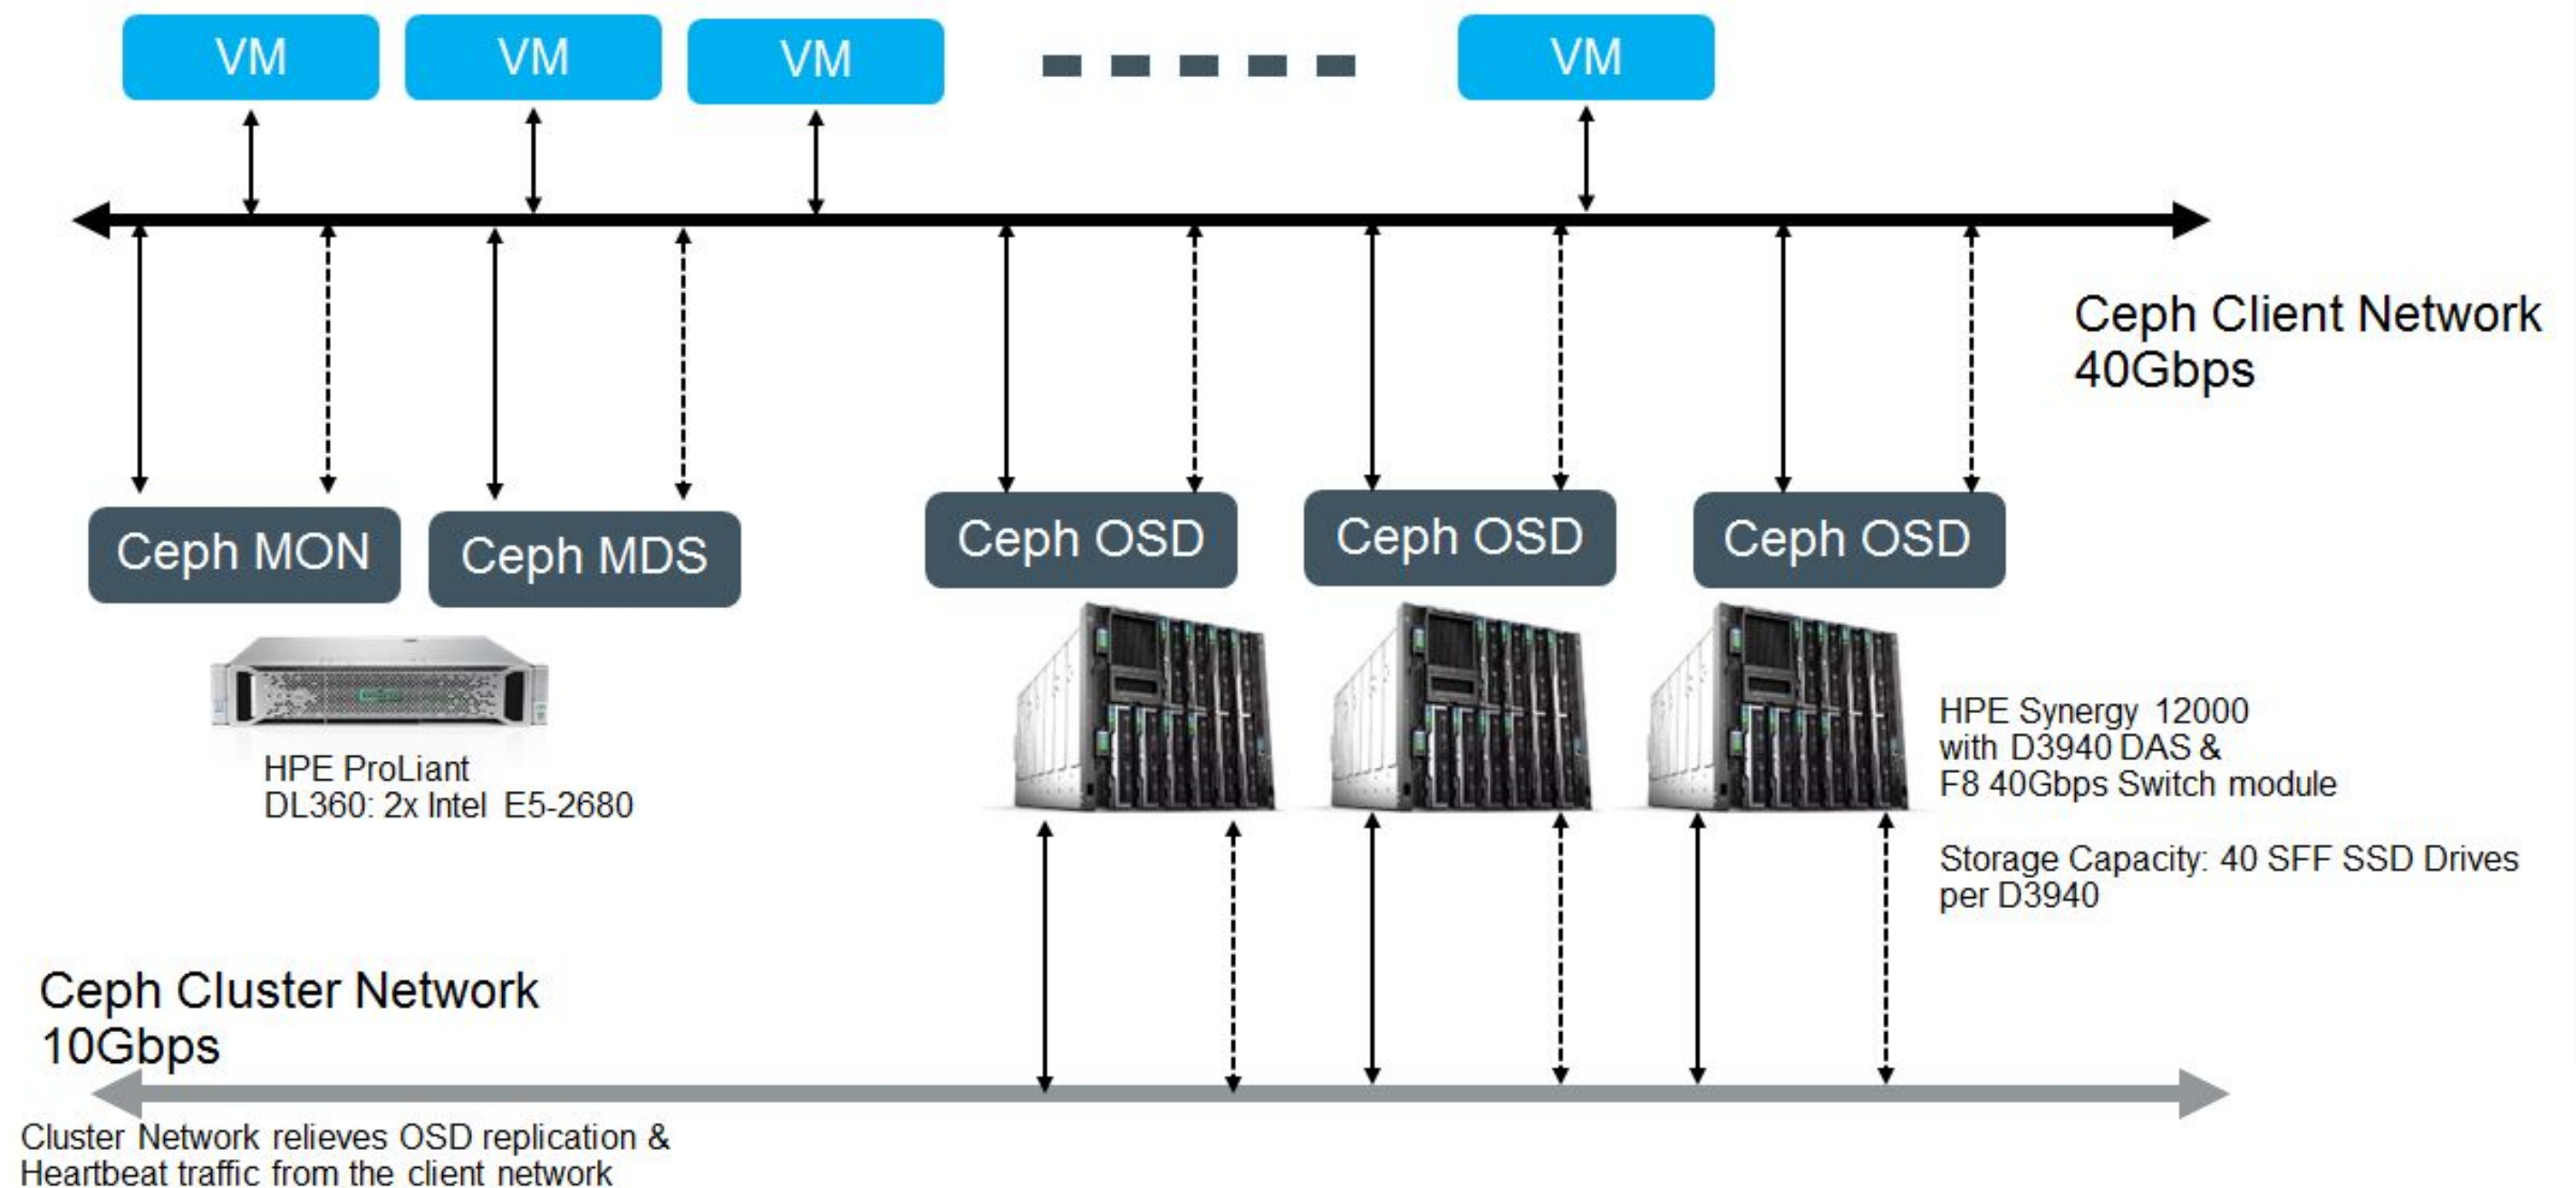 VM
VM
VM
VM
Ceph Client Network
40Gbps
Ceph MON
Ceph MDS
Ceph OSD
Ceph OSD
Ceph OSD
HPE ProLiant
DL360: 2x Intel E5-2680
HPE Synergy 12000
with D3940 DAS &
F8 40Gbps Switch module
Storage Capacity: 40 SFF SSD Drives
per D3940
Ceph Cluster Network
10Gbps
Cluster Network relieves OSD replication &
Heartbeat traffic from the client network